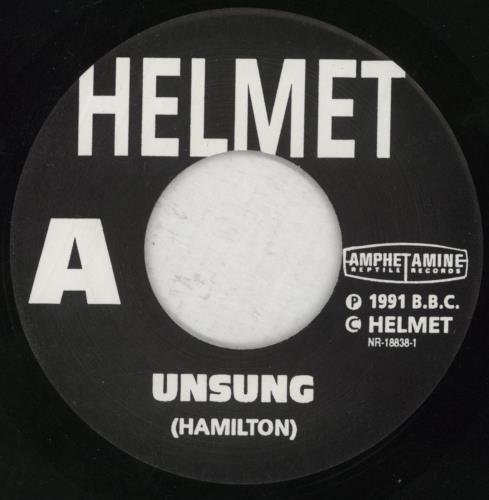 HELMET
A
AMPHETAMINE
REPTILE RECORDS
Ⓟ 1991 B.B.C.
© HELMET
NR-18838-1
UNSUNG
(HAMILTON)